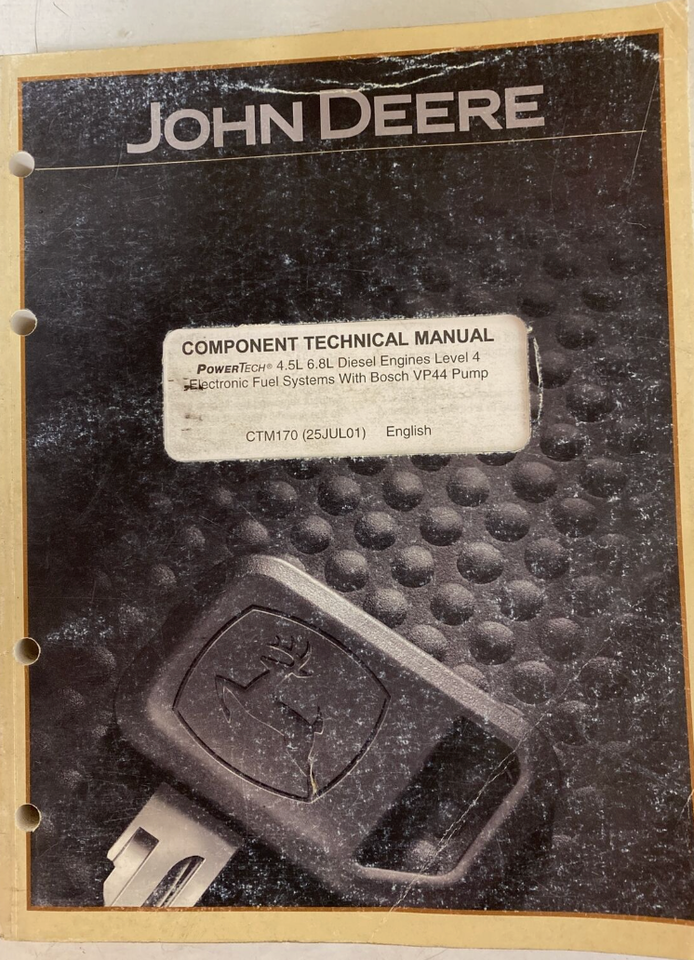 JOHN DEERE
COMPONENT TECHNICAL MANUAL
POWERTECH® 4.5L 6.8L Diesel Engines Level 4
Electronic Fuel Systems With Bosch VP44 Pump
CTM170 (25JUL01) English